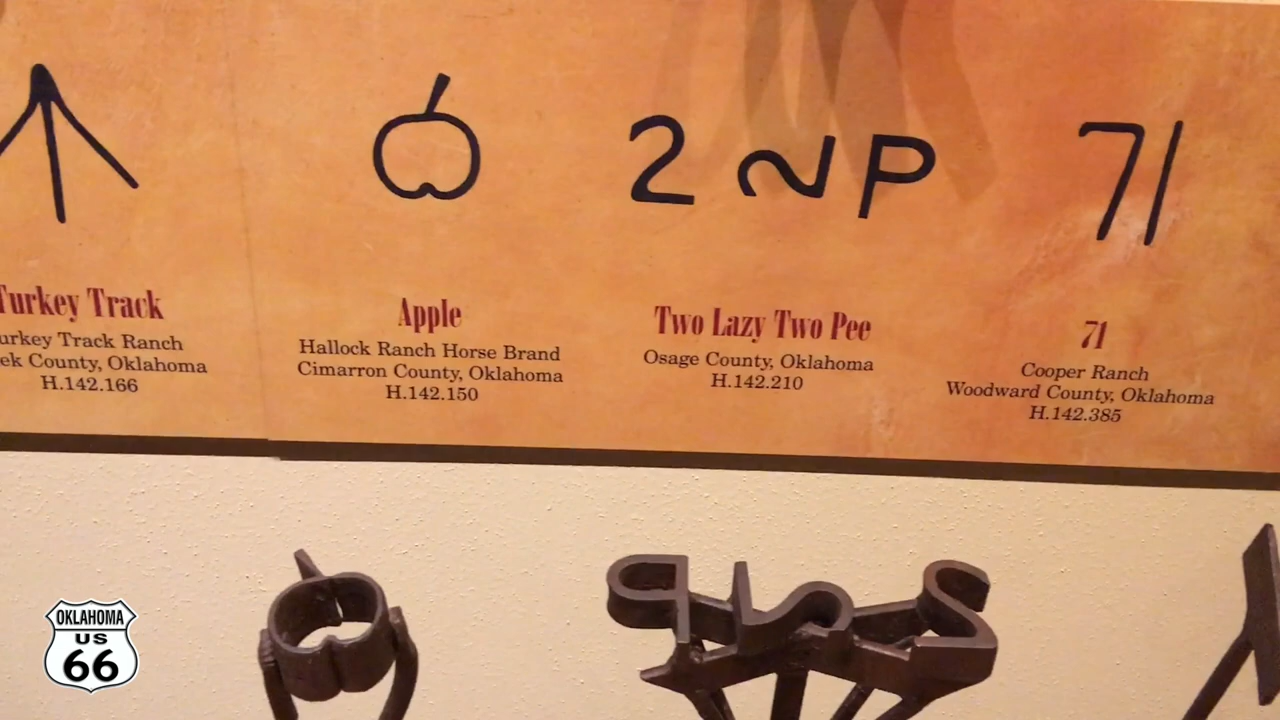 2 ~ P
71
Turkey Track
urkey Track Ranch
ek County, Oklahoma
H.142.166
Apple
Hallock Ranch Horse Brand
Cimarron County, Oklahoma
H.142.150
Two Lazy Two Pee
Osage County, Oklahoma
H.142.210
71
Cooper Ranch
Woodward County, Oklahoma
H.142.385
OKLAHOMA
US
66